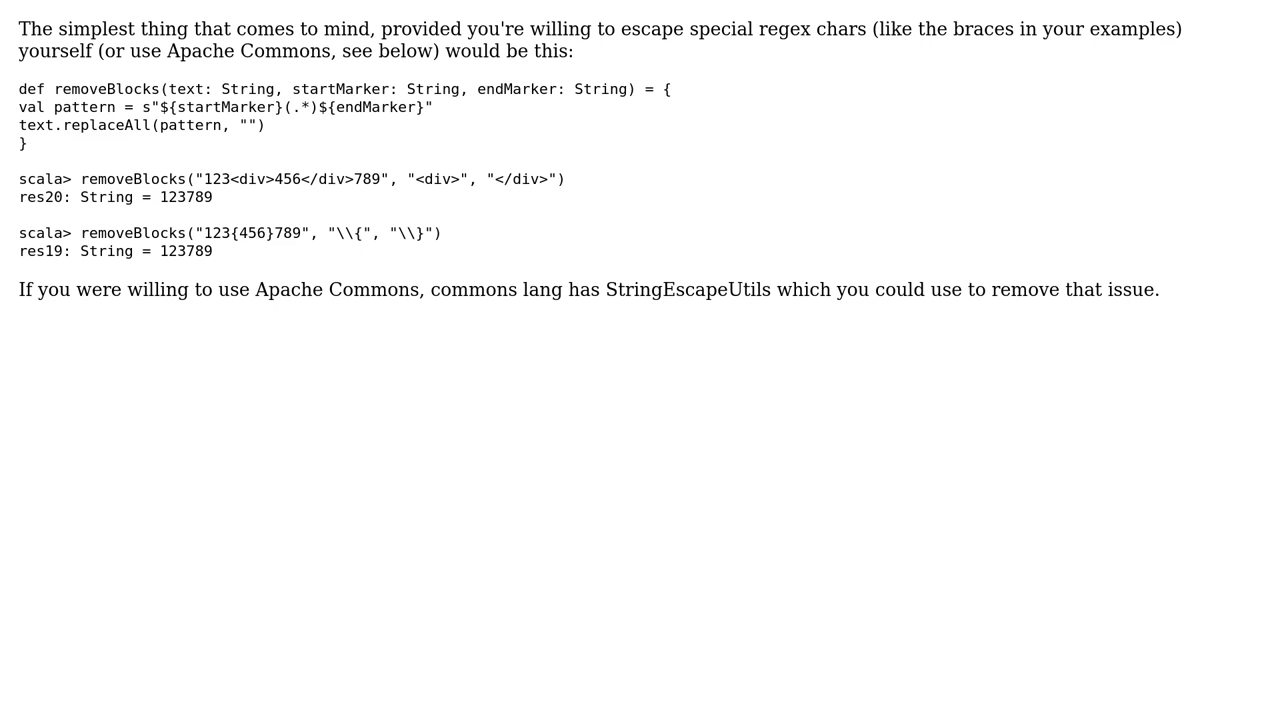 The simplest thing that comes to mind, provided you're willing to escape special regex chars (like the braces in your examples)
yourself (or use Apache Commons, see below) would be this:
def removeBlocks(text: String, startMarker: String, endMarker: String) = {
val pattern = s"${startMarker}(.*)${endMarker}"
text.replaceAll(pattern, "")
}
scala> removeBlocks("123<div>456</div>789", "<div>", "</div>")
res20: String = 123789
scala> removeBlocks("123{456}789", "\\{", "\\}")
res19: String = 123789
If you were willing to use Apache Commons, commons lang has StringEscapeUtils which you could use to remove that issue.